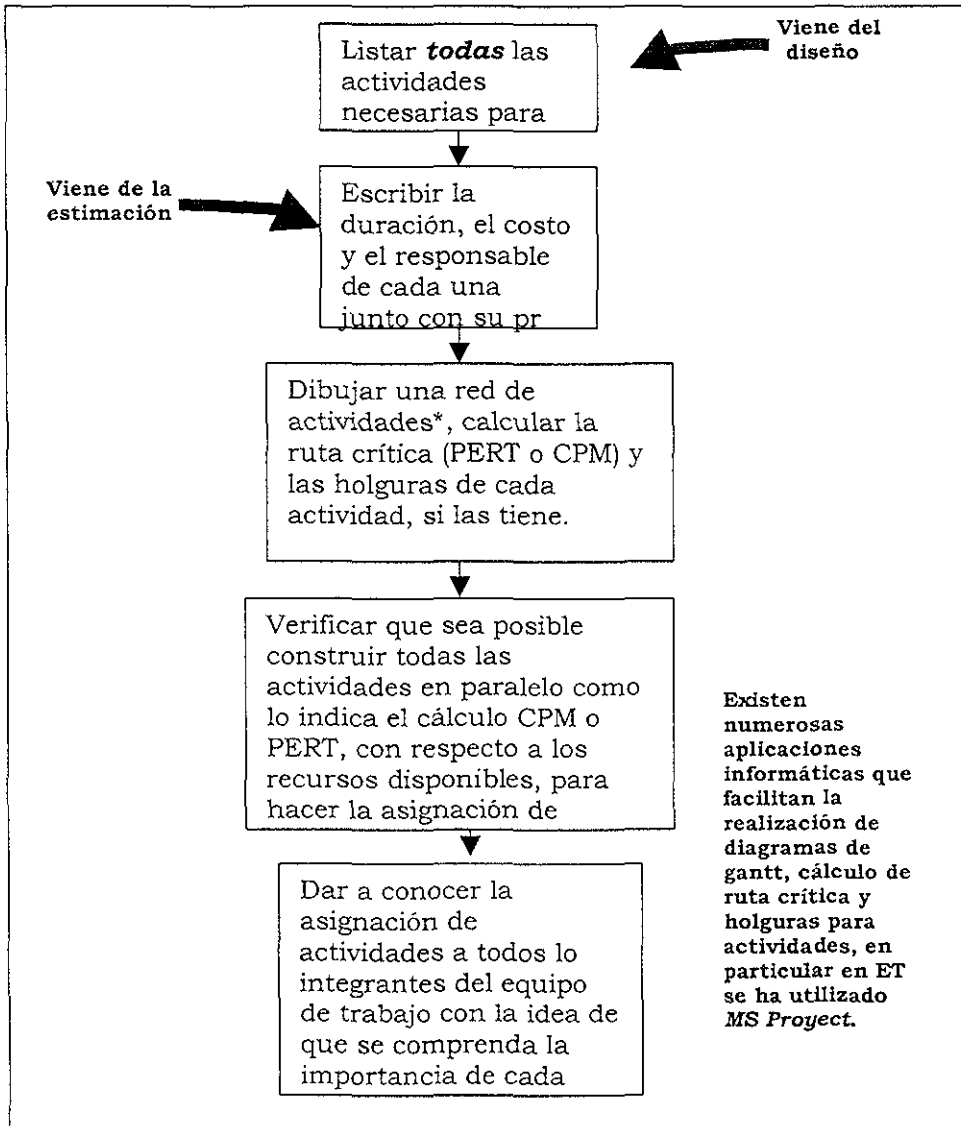 Viene del
diseño
Listar todas las
actividades
necesarias para
Viene de la
estimación
Escribir la
duración, el costo
y el responsable
de cada una
junto con su pr
Dibujar una red de
actividades*, calcular la
ruta crítica (PERT o CPM) y
las holguras de cada
actividad, si las tiene.
Verificar que sea posible
construir todas las
actividades en paralelo como
lo indica el cálculo CPM o
PERT, con respecto a los
recursos disponibles, para
hacer la asignación de
Existen
numerosas
aplicaciones
informáticas que
facilitan la
realización de
diagramas de
gantt, cálculo de
ruta crítica y
holguras para
actividades, en
particular en ET
se ha utilizado
MS Proyect.
Dar a conocer la
asignación de
actividades a todos lo
integrantes del equipo
de trabajo con la idea de
que se comprenda la
importancia de cada